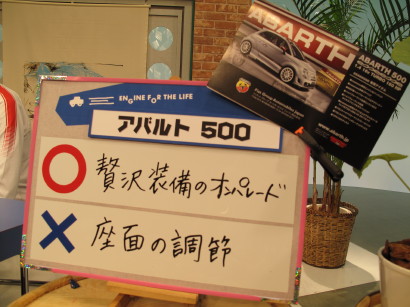 ENGINE FOR THE LIFE
アバルト 500
贅沢装備のオンパレード
座面の調節
ABARTH
ABARTH 500